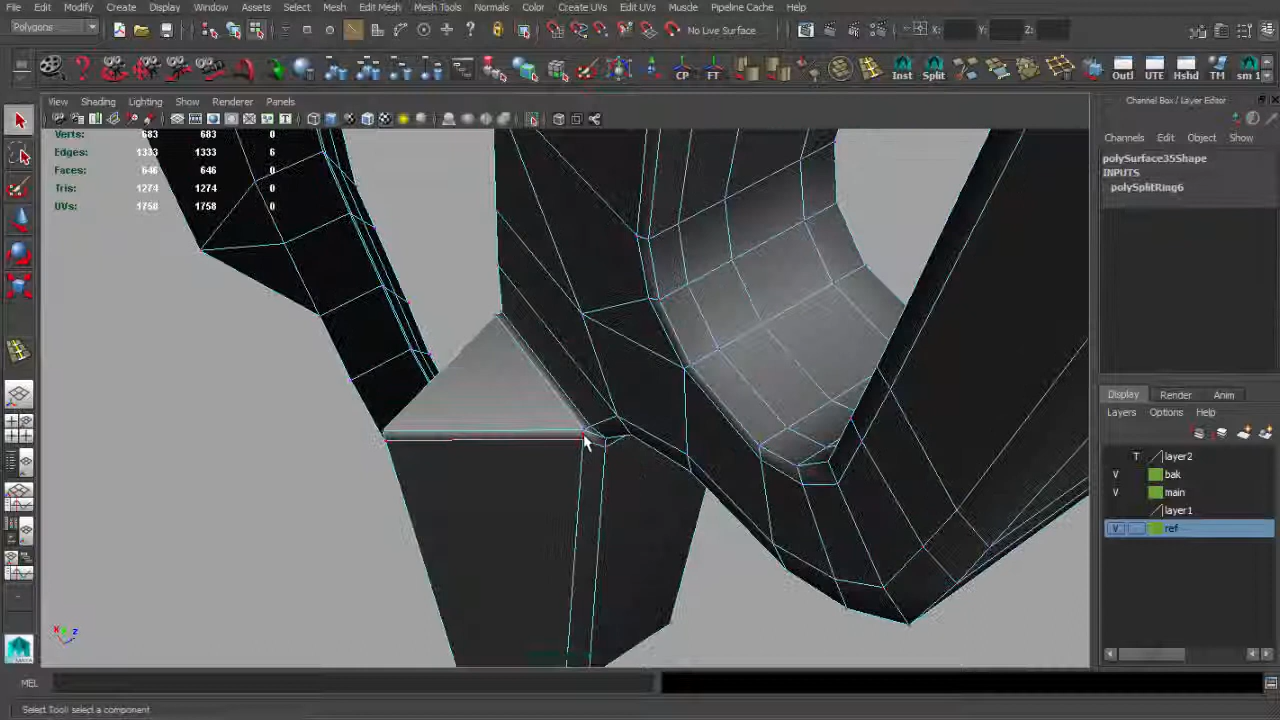 File Edit Modify Create Display Window Assets Select Mesh Edit Mesh Mesh Tools Normals Color Create UVs Edit UVs Muscle Pipeline Cache Help
Polygons No Live Surface X: Y: Z:
CP FT Inst Split Outl UTE Hshd TM sm 1
View Shading Lighting Show Renderer Panels
Channel Box / Layer Editor
Channels Edit Object Show
Verts: 683 683 0
Edges: 1333 1333 6
Faces: 646 646 0
Tris: 1274 1274 0
UVs: 1758 1758 0
polySurface35Shape
INPUTS
polySplitRing6
Display Render Anim
Layers Options Help
T layer2
V bak
V main
layer1
V ref
MEL
Select Tool: select a component